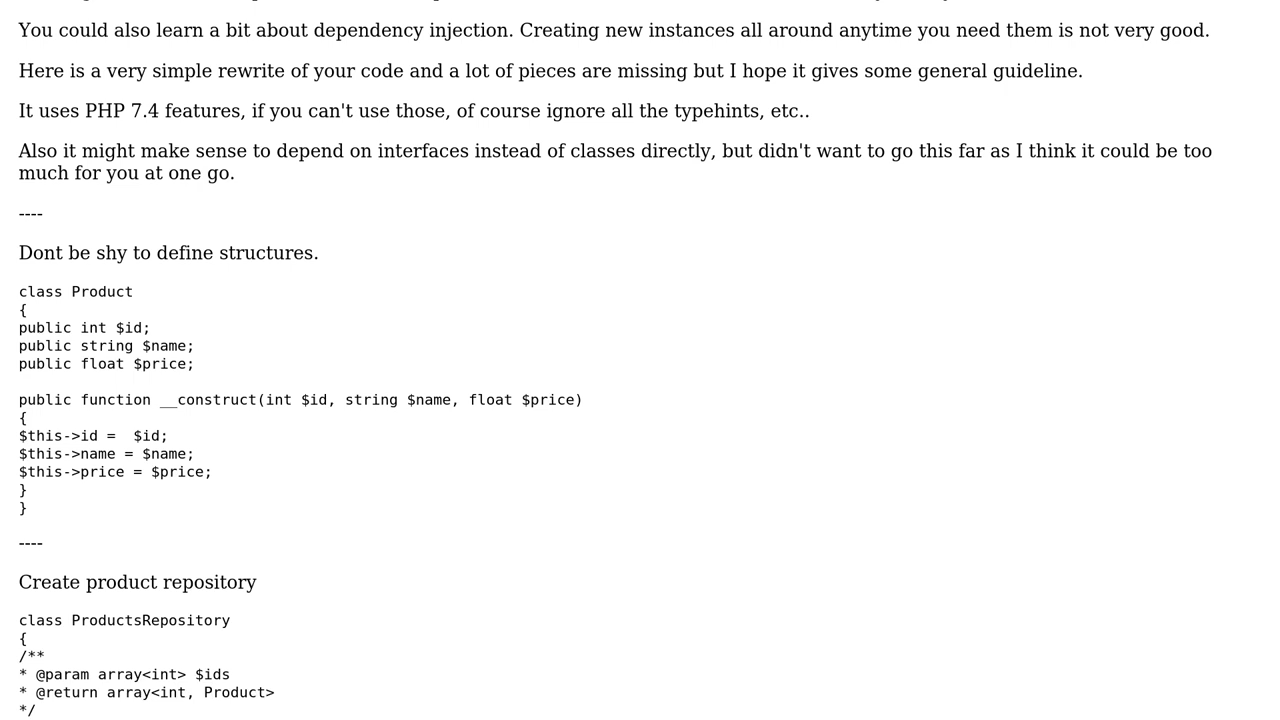 You could also learn a bit about dependency injection. Creating new instances all around anytime you need them is not very good.
Here is a very simple rewrite of your code and a lot of pieces are missing but I hope it gives some general guideline.
It uses PHP 7.4 features, if you can't use those, of course ignore all the typehints, etc..
Also it might make sense to depend on interfaces instead of classes directly, but didn't want to go this far as I think it could be too
much for you at one go.
----
Dont be shy to define structures.
class Product
{
public int $id;
public string $name;
public float $price;
public function __construct(int $id, string $name, float $price)
{
$this->id =  $id;
$this->name = $name;
$this->price = $price;
}
}
----
Create product repository
class ProductsRepository
{
/**
* @param array<int> $ids
* @return array<int, Product>
*/